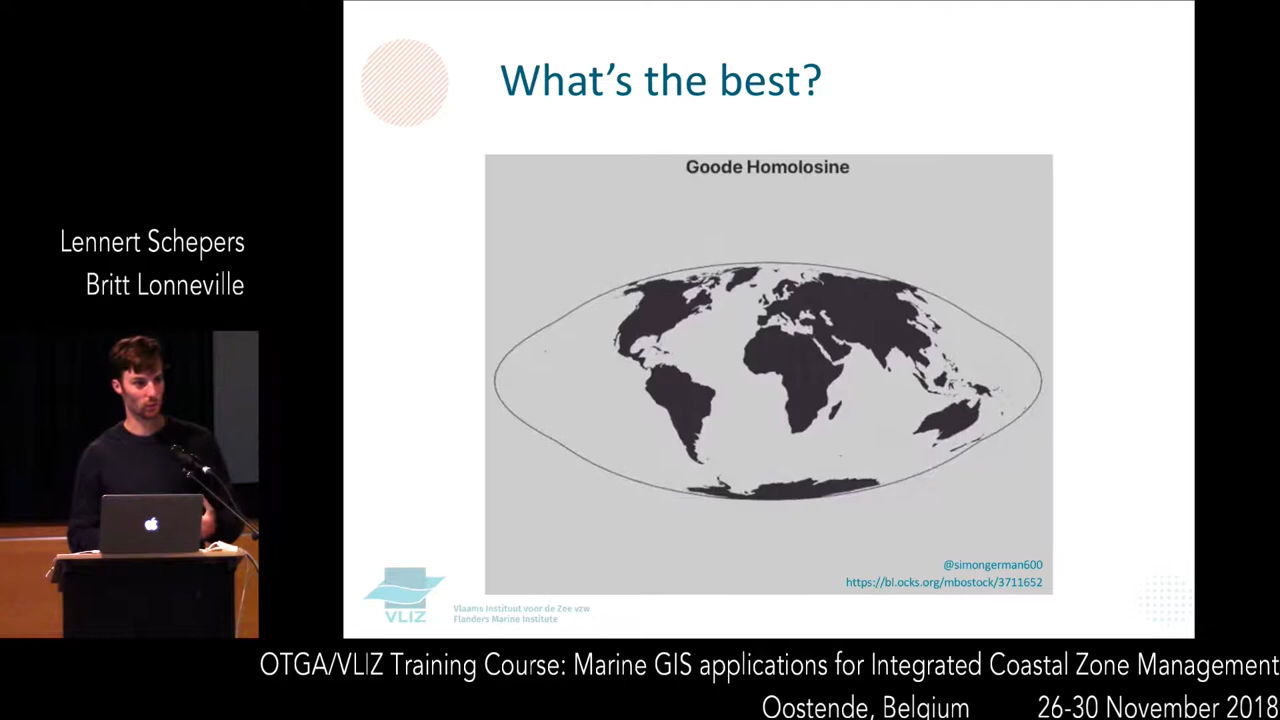 What's the best?
Goode Homolosine
Lennert Schepers
Britt Lonneville
@simongerman600
https://bl.ocks.org/mbostock/3711652
VLIZ
Vlaams Instituut voor de Zee vzw
Flanders Marine Institute
OTGA/VLIZ Training Course: Marine GIS applications for Integrated Coastal Zone Management
Oostende, Belgium 26-30 November 2018